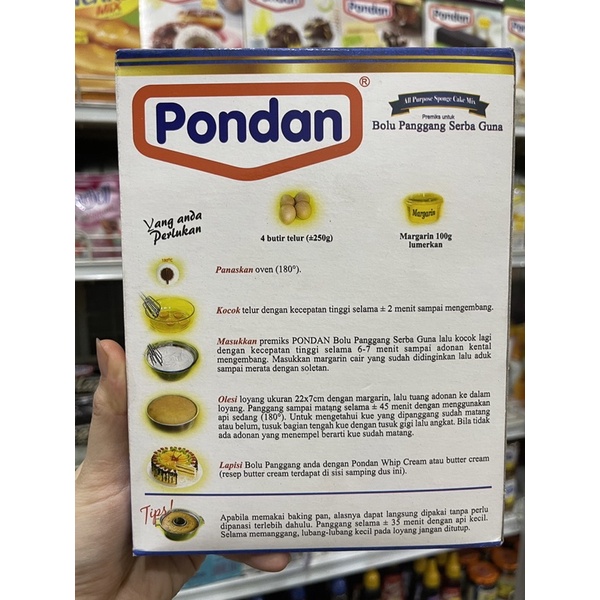 MIX
Pondan
Pondan
Pondan®
All Purpose Sponge Cake Mix
Premiks untuk
Bolu Panggang Serba Guna
Yang anda
Perlukan
4 butir telur (±250g)
Margarin
Margarin 100g
lumerkan
Panaskan oven (180°).
Kocok telur dengan kecepatan tinggi selama ± 2 menit sampai mengembang.
Masukkan premiks PONDAN Bolu Panggang Serba Guna lalu kocok lagi
dengan kecepatan tinggi selama 6-7 menit sampai adonan kental
mengembang. Masukkan margarin cair yang sudah didinginkan lalu aduk
sampai merata dengan soletan.
Olesi loyang ukuran 22x7cm dengan margarin, lalu tuang adonan ke dalam
loyang. Panggang sampai matang selama ± 45 menit dengan menggunakan
api sedang (180°). Untuk mengetahui kue yang dipanggang sudah matang
atau belum, tusuk bagian tengah kue dengan tusuk gigi lalu angkat. Bila tidak
ada adonan yang menempel berarti kue sudah matang.
Lapisi Bolu Panggang anda dengan Pondan Whip Cream atau butter cream
(resep butter cream terdapat di sisi samping dus ini).
Tips!
Apabila memakai baking pan, alasnya dapat langsung dipakai tanpa perlu
dipanasi terlebih dahulu. Panggang selama ± 35 menit dengan api kecil.
Selama memanggang, lubang-lubang kecil pada loyang jangan ditutup.